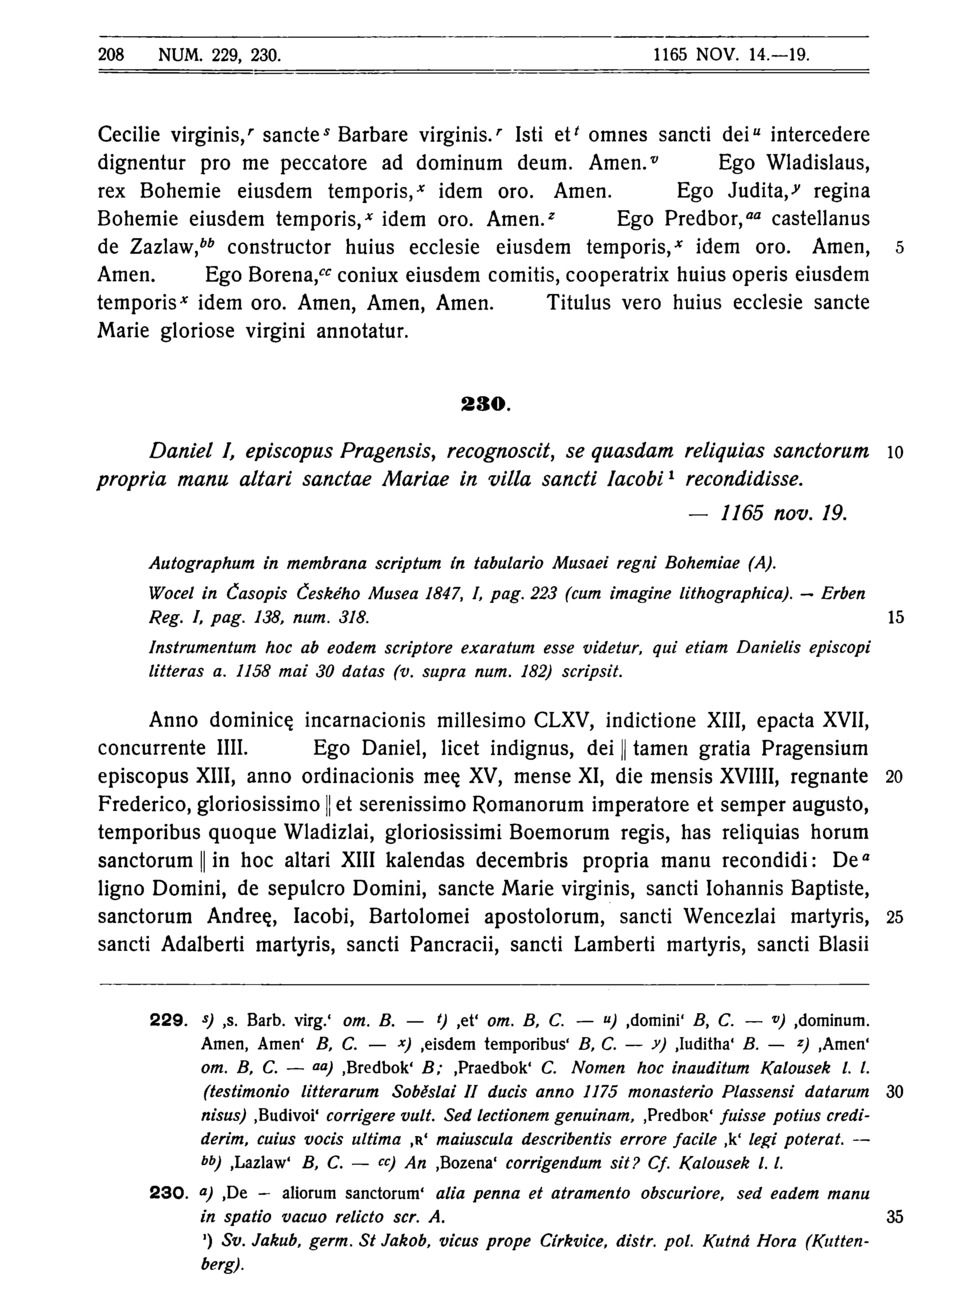 208 NUM. 229, 230. 1165 NOV. 14.—19.
Cecilie virginis,ʳ sancteˢ Barbare virginis.ʳ Isti etᵗ omnes sancti deiᵘ intercedere
dignentur pro me peccatore ad dominum deum. Amen.ᵛ Ego Wladislaus,
rex Bohemie eiusdem temporis,ˣ idem oro. Amen. Ego Judita,ʸ regina
Bohemie eiusdem temporis,ˣ idem oro. Amen.ᶻ Ego Predbor,ᵃᵃ castellanus
de Zazlaw,ᵇᵇ constructor huius ecclesie eiusdem temporis,ˣ idem oro. Amen, 5
Amen. Ego Borena,ᶜᶜ coniux eiusdem comitis, cooperatrix huius operis eiusdem
temporisˣ idem oro. Amen, Amen, Amen. Titulus vero huius ecclesie sancte
Marie gloriose virgini annotatur.
230.
Daniel I, episcopus Pragensis, recognoscit, se quasdam reliquias sanctorum 10
propria manu altari sanctae Mariae in villa sancti Iacobi¹ recondidisse.
— 1165 nov. 19.
Autographum in membrana scriptum in tabulario Musaei regni Bohemiae (A).
Wocel in Časopis Českého Musea 1847, I, pag. 223 (cum imagine lithographica). — Erben
Reg. I, pag. 138, num. 318. 15
Instrumentum hoc ab eodem scriptore exaratum esse videtur, qui etiam Danielis episcopi
litteras a. 1158 mai 30 datas (v. supra num. 182) scripsit.
Anno dominicę incarnacionis millesimo CLXV, indictione XIII, epacta XVII,
concurrente IIII. Ego Daniel, licet indignus, dei || tamen gratia Pragensium
episcopus XIII, anno ordinacionis meę XV, mense XI, die mensis XVIIII, regnante 20
Frederico, gloriosissimo || et serenissimo Romanorum imperatore et semper augusto,
temporibus quoque Wladizlai, gloriosissimi Boemorum regis, has reliquias horum
sanctorum || in hoc altari XIII kalendas decembris propria manu recondidi: Deᵃ
ligno Domini, de sepulcro Domini, sancte Marie virginis, sancti Iohannis Baptiste,
sanctorum Andreę, Iacobi, Bartolomei apostolorum, sancti Wencezlai martyris, 25
sancti Adalberti martyris, sancti Pancracii, sancti Lamberti martyris, sancti Blasii
229. s) ‚s. Barb. virg.‘ om. B. — t) ‚et‘ om. B, C. — u) ‚domini‘ B, C. — v) ‚dominum.
Amen, Amen‘ B, C. — x) ‚eisdem temporibus‘ B, C. — y) ‚Iuditha‘ B. — z) ‚Amen‘
om. B, C. — aa) ‚Bredbok‘ B; ‚Praedbok‘ C. Nomen hoc inauditum Kalousek l. l.
(testimonio litterarum Soběslai II ducis anno 1175 monasterio Plassensi datarum 30
nisus) ‚Budivoi‘ corrigere vult. Sed lectionem genuinam, ‚Predboʀ‘ fuisse potius credi-
derim, cuius vocis ultima ‚ʀ‘ maiuscula describentis errore facile ‚k‘ legi poterat. —
bb) ‚Lazlaw‘ B, C. — cc) An ‚Bozena‘ corrigendum sit? Cf. Kalousek l. l.
230. a) ‚De — aliorum sanctorum‘ alia penna et atramento obscuriore, sed eadem manu
in spatio vacuo relicto scr. A. 35
¹) Sv. Jakub, germ. St Jakob, vicus prope Církvice, distr. pol. Kutná Hora (Kutten-
berg).